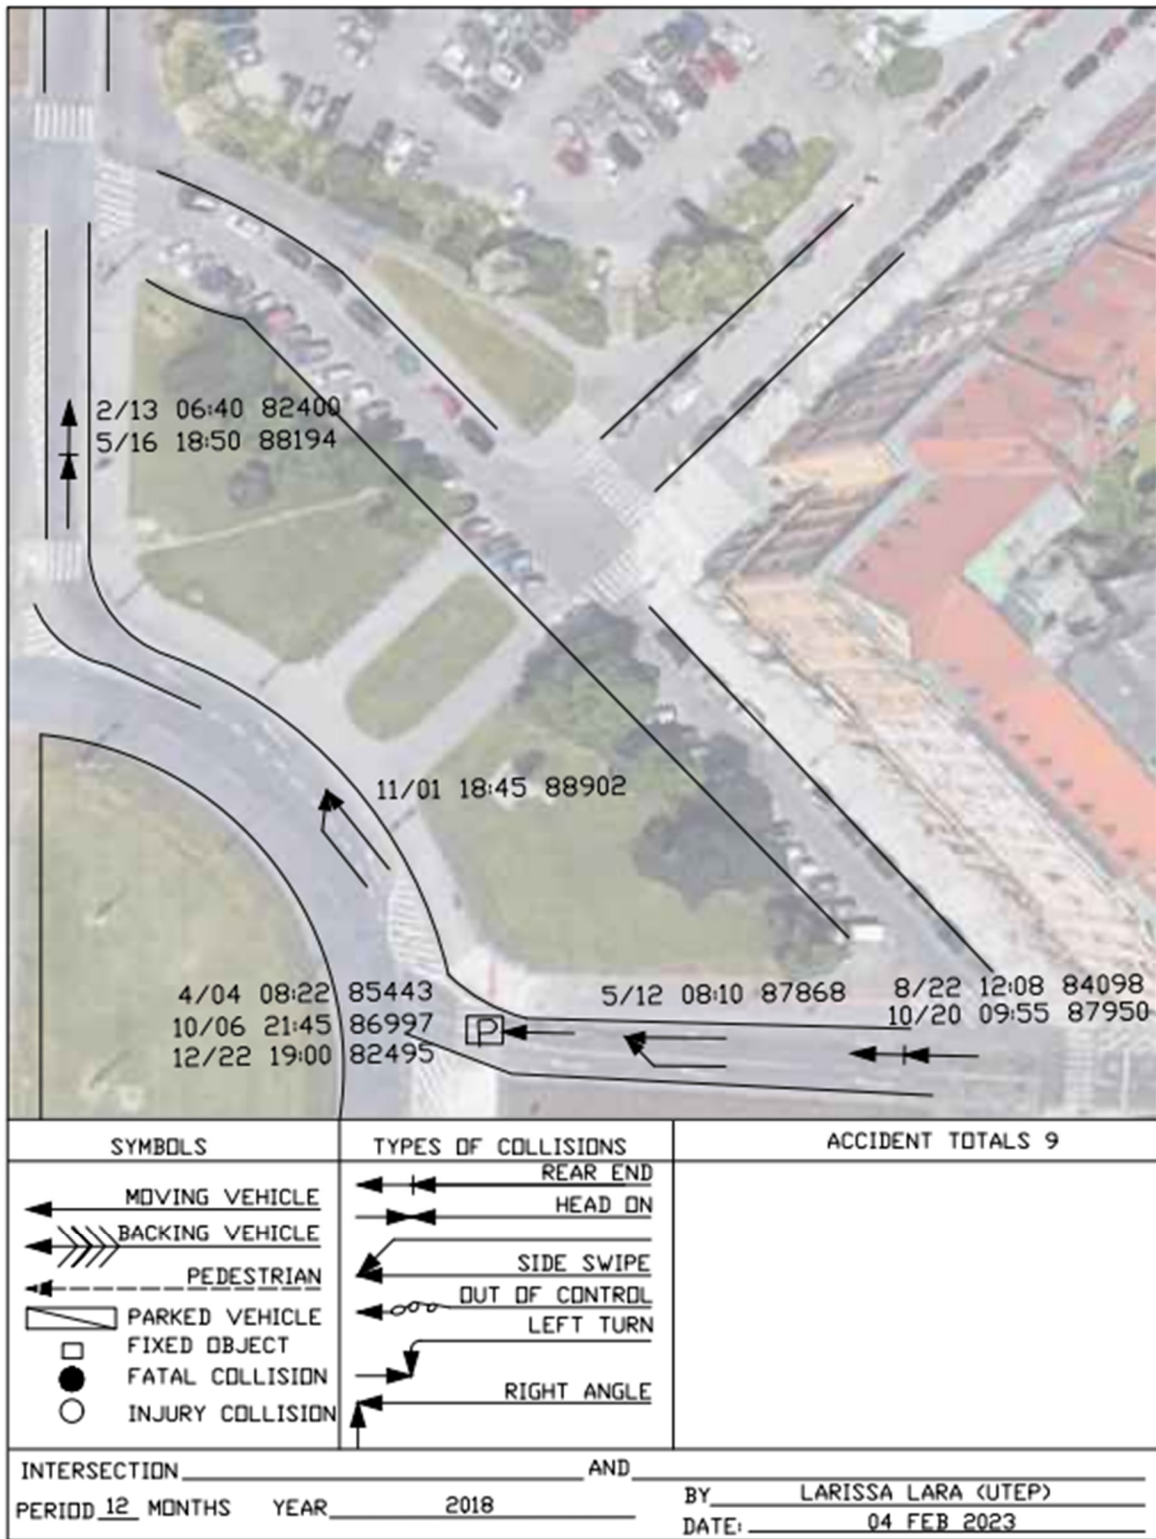 2/13 06:40 82400
5/16 18:50 88194
11/01 18:45 88902
4/04 08:22 85443
10/06 21:45 86997
12/22 19:00 82495
P
5/12 08:10 87868
8/22 12:08 84098
10/20 09:55 87950
SYMBOLS
MOVING VEHICLE
BACKING VEHICLE
PEDESTRIAN
PARKED VEHICLE
FIXED OBJECT
FATAL COLLISION
INJURY COLLISION
TYPES OF COLLISIONS
REAR END
HEAD ON
SIDE SWIPE
OUT OF CONTROL
LEFT TURN
RIGHT ANGLE
ACCIDENT TOTALS 9
INTERSECTION AND
PERIOD 12 MONTHS YEAR 2018
BY LARISSA LARA (UTEP)
DATE: 04 FEB 2023